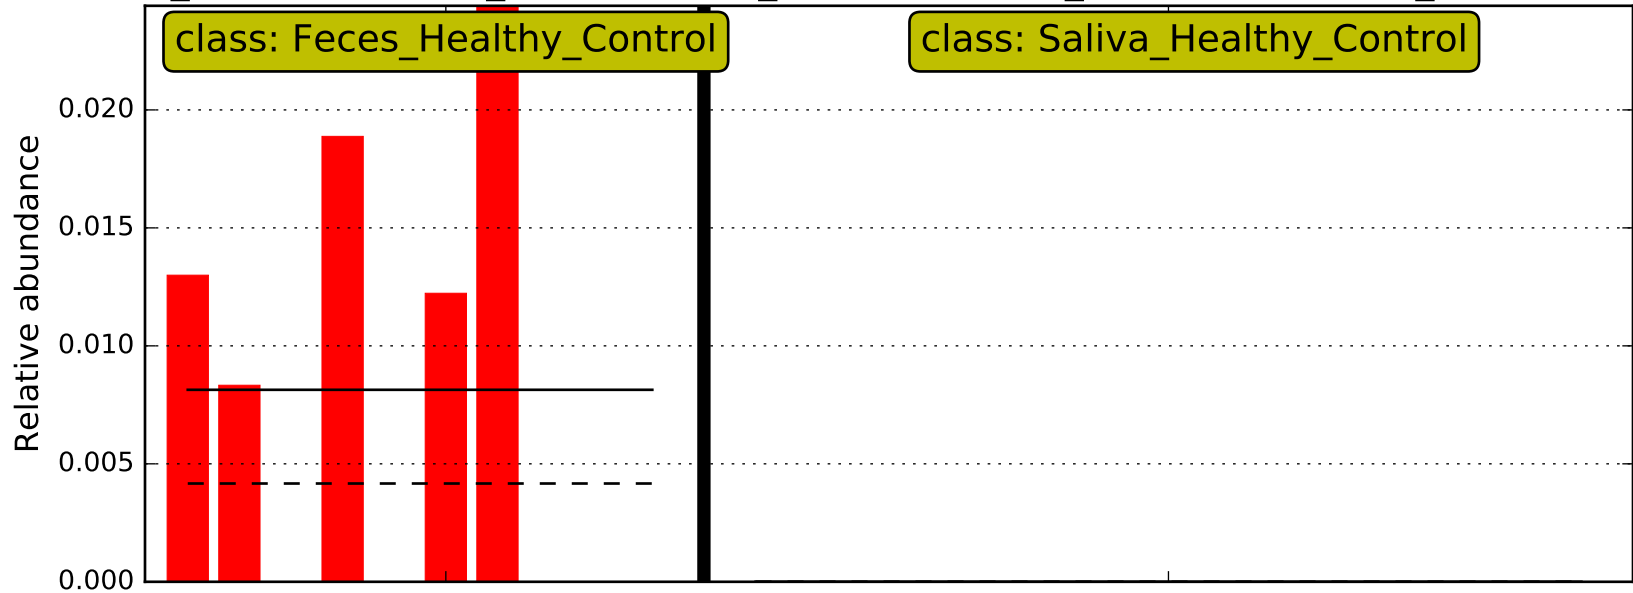 class: Feces_Healthy_Control
class: Saliva_Healthy_Control
Relative abundance
0.020
0.015
0.010
0.005
0.000